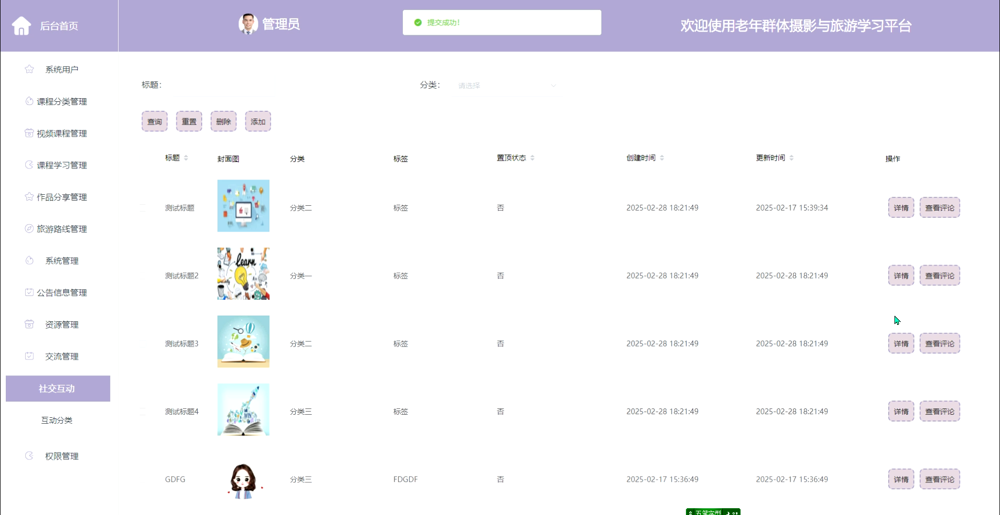 后台首页
管理员
提交成功!
欢迎使用老年群体摄影与旅游学习平台
系统用户
课程分类管理
视频课程管理
课程学习管理
作品分享管理
旅游路线管理
系统管理
公告信息管理
资源管理
交流管理
社交互动
互动分类
权限管理
标题:
分类: 请选择
查询 重置 删除 添加
标题 封面图 分类 标签 置顶状态 创建时间 更新时间 操作
测试标题 分类二 标签 否 2025-02-28 18:21:49 2025-02-17 15:39:34 详情 查看评论
learn
测试标题2 分类一 标签 否 2025-02-28 18:21:49 2025-02-28 18:21:49 详情 查看评论
测试标题3 分类二 标签 否 2025-02-28 18:21:49 2025-02-28 18:21:49 详情 查看评论
WIN
测试标题4 分类三 标签 否 2025-02-28 18:21:49 2025-02-28 18:21:49 详情 查看评论
GDFG 分类三 FDGDF 否 2025-02-17 15:36:49 2025-02-17 15:36:49 详情 查看评论
五笔字型